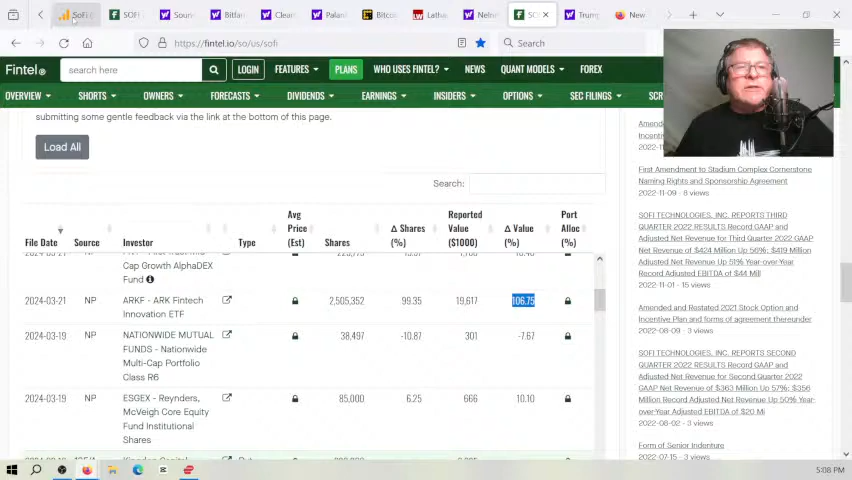 SoFi
SOFI
Soun
Bitfar
Clear
Palan
Bitco
Latha
Trump
New
https://fintel.io/so/us/sofi
Search
Fintel
search here
LOGIN
FEATURES
PLANS
WHO USES FINTEL?
NEWS
QUANT MODELS
FOREX
OVERVIEW
SHORTS
OWNERS
FORECASTS
DIVIDENDS
EARNINGS
INSIDERS
OPTIONS
SEC FILINGS
SCR
submitting some gentle feedback via the link at the bottom of this page.
Load All
Search:
File Date Source Investor Type Avg Price (Est) Shares Δ Shares (%) Reported Value ($1000) Δ Value (%) Port Alloc (%)
Cap Growth AlphaDEX
Fund
2024-03-21 NP ARKF - ARK Fintech 2,505,352 99.35 19,617 106.75
Innovation ETF
2024-03-19 NP NATIONWIDE MUTUAL 38,497 -10.87 301 -7.67
FUNDS - Nationwide
Multi-Cap Portfolio
Class R6
2024-03-19 NP ESGEX - Reynders, 85,000 6.25 666 10.10
McVeigh Core Equity
Fund Institutional
Shares
2022-11-09 - 8 views
First Amendment to Stadium Complex Cornerstone
Naming Rights and Sponsorship Agreement
SOFI TECHNOLOGIES, INC. REPORTS THIRD
QUARTER 2022 RESULTS Record GAAP and
Adjusted Net Revenue for Third Quarter 2022 GAAP
Net Revenue of $424 Million Up 56%; $419 Million
Adjusted Net Revenue Up 51% Year-over-Year
Record Adjusted EBITDA of $44 Mill
2022-11-01 - 15 views
Amended and Restated 2021 Stock Option and
Incentive Plan and forms of agreement thereunder
2022-08-09 - 3 views
SOFI TECHNOLOGIES, INC. REPORTS SECOND
QUARTER 2022 RESULTS Record GAAP and
Adjusted Net Revenue for Second Quarter 2022
GAAP Net Revenue of $363 Million Up 57%; $356
Million Record Adjusted Net Revenue Up 50% Year-
over-Year Adjusted EBITDA of $20 Mi
2022-08-02 - 3 views
Form of Senior Indenture
2022-07-15 - 3 views
5:08 PM